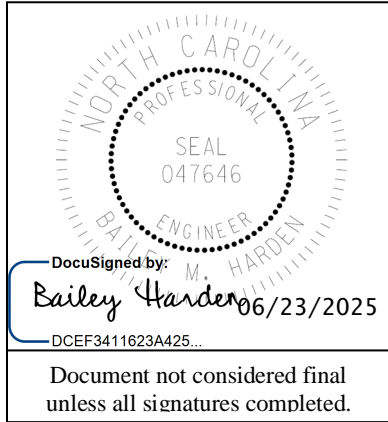 NORTH CAROLINA
PROFESSIONAL
SEAL
047646
ENGINEER
BAILEY M. HARDEN
DocuSigned by:
Bailey Harden 06/23/2025
DCEF3411623A425...
Document not considered final
unless all signatures completed.